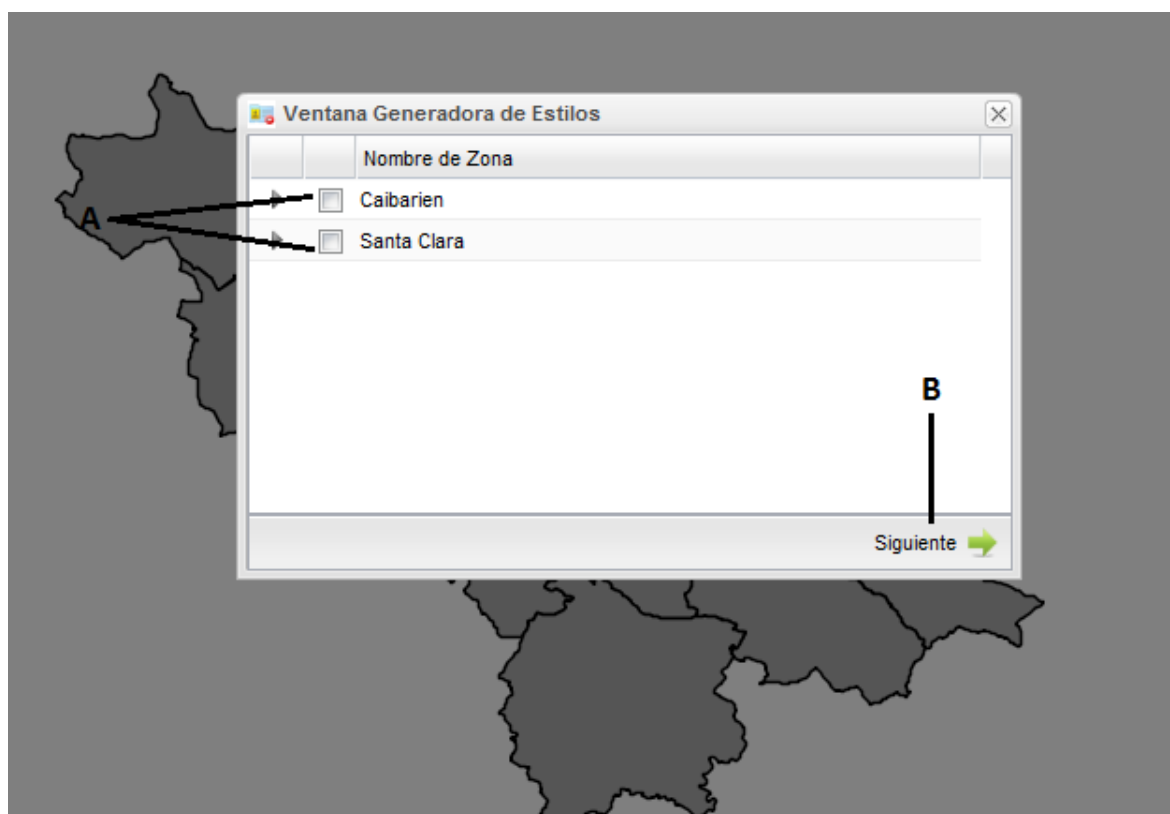 Ventana Generadora de Estilos
Nombre de Zona
Caibarien
A
Santa Clara
B
Siguiente